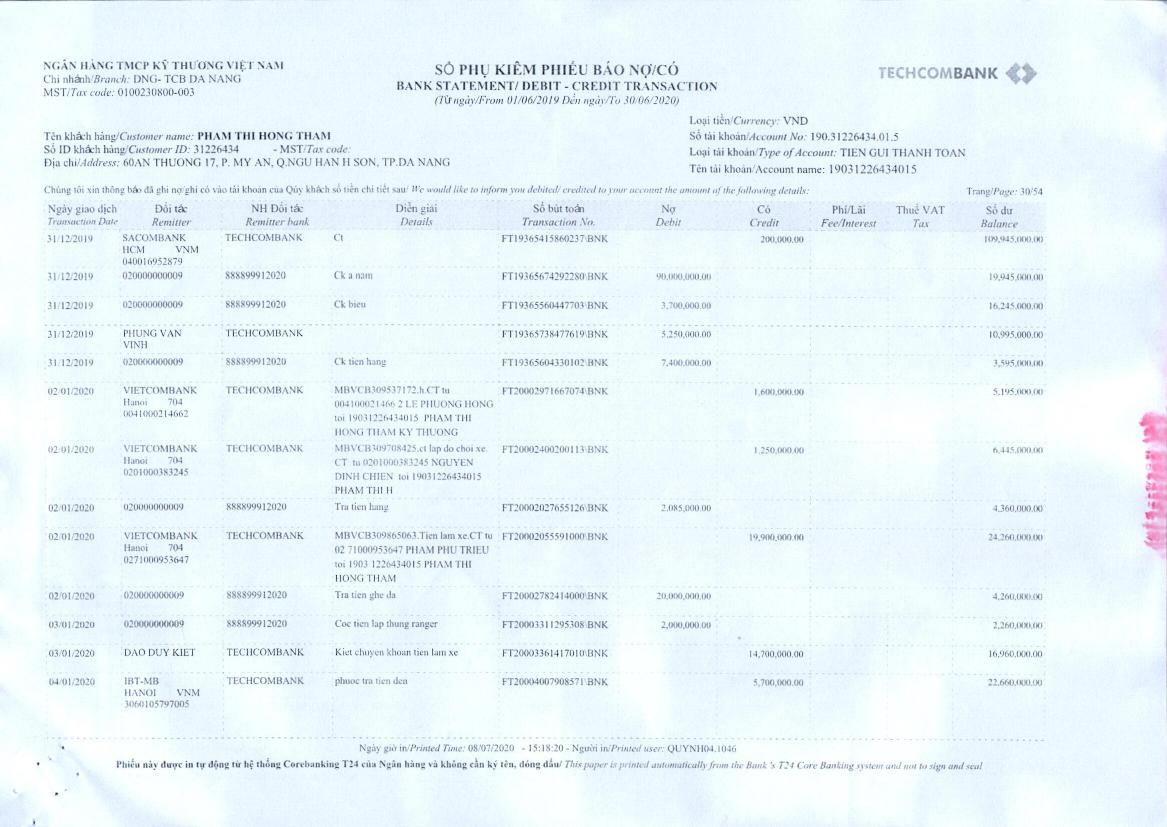 NGÂN HÀNG TMCP KỸ THƯƠNG VIỆT NAM
Chi nhánh/Branch: DNG- TCB DA NANG
MST/Tax code: 0100230800-003
SỔ PHỤ KIÊM PHIẾU BÁO NỢ/CÓ
BANK STATEMENT/ DEBIT - CREDIT TRANSACTION
(Từ ngày/From 01/06/2019 Đến ngày/To 30/06/2020)
TECHCOMBANK
Tên khách hàng/Customer name: PHAM THI HONG THAM
Số ID khách hàng/Customer ID: 31226434 - MST/Tax code:
Địa chỉ/Address: 60AN THUONG 17, P. MY AN, Q.NGU HAN H SON, TP.DA NANG
Loại tiền/Currency: VND
Số tài khoản/Account No: 190.31226434.01.5
Loại tài khoản/Type of Account: TIEN GUI THANH TOAN
Tên tài khoản/Account name: 19031226434015
Chúng tôi xin thông báo đã ghi nợ/ghi có vào tài khoản của Qúy khách số tiền chi tiết sau/ We would like to inform you debited/ credited to your account the amount of the following details:
Trang/Page: 30/54
Ngày giao dịch Đối tác NH Đối tác Diễn giải Số bút toán Nợ Có Phí/Lãi Thuế VAT Số dư
Transaction Date Remitter Remitter bank Details Transaction No. Debit Credit Fee/Interest Tax Balance
31/12/2019 SACOMBANK TECHCOMBANK Ct FT19365415860237\BNK 200,000.00 109,945,000.00
HCM VNM
040016952879
31/12/2019 020000000009 888899912020 Ck a nam FT19365674292280\BNK 90,000,000.00 19,945,000.00
31/12/2019 020000000009 888899912020 Ck bieu FT19365560447703\BNK 3,700,000.00 16,245,000.00
31/12/2019 PHUNG VAN TECHCOMBANK FT19365738477619\BNK 5,250,000.00 10,995,000.00
VINH
31/12/2019 020000000009 888899912020 Ck tien hang FT19365604330102\BNK 7,400,000.00 3,595,000.00
02/01/2020 VIETCOMBANK TECHCOMBANK MBVCB309537172.h.CT tu FT20002971667074\BNK 1,600,000.00 5,195,000.00
Hanoi 704 004100021466 2 LE PHUONG HONG
0041000214662 toi 19031226434015 PHAM THI
HONG THAM KY THUONG
02/01/2020 VIETCOMBANK TECHCOMBANK MBVCB309708425.ct lap do choi xe. FT20002400200113\BNK 1,250,000.00 6,445,000.00
Hanoi 704 CT tu 0201000383245 NGUYEN
0201000383245 DINH CHIEN toi 19031226434015
PHAM THI H
02/01/2020 020000000009 888899912020 Tra tien hang FT20002027655126\BNK 2,085,000.00 4,360,000.00
02/01/2020 VIETCOMBANK TECHCOMBANK MBVCB309865063.Tien lam xe.CT tu FT20002055591000\BNK 19,900,000.00 24,260,000.00
Hanoi 704 02 71000953647 PHAM PHU TRIEU
0271000953647 toi 1903 1226434015 PHAM THI
HONG THAM
02/01/2020 020000000009 888899912020 Tra tien ghe da FT20002782414000\BNK 20,000,000.00 4,260,000.00
03/01/2020 020000000009 888899912020 Coc tien lap thung ranger FT20003311295308\BNK 2,000,000.00 2,260,000.00
03/01/2020 DAO DUY KIET TECHCOMBANK Kiet chuyen khoan tien lam xe FT20003361417010\BNK 14,700,000.00 16,960,000.00
04/01/2020 IBT-MB TECHCOMBANK phuoc tra tien den FT20004007908571\BNK 5,700,000.00 22,660,000.00
HANOI VNM
3060105797005
Ngày giờ in/Printed Time: 08/07/2020 - 15:18:20 - Người in/Printed user: QUYNH04.1046
Phiếu này được in tự động từ hệ thống Corebanking T24 của Ngân hàng và không cần ký tên, đóng dấu/ This paper is printed automatically from the Bank 's T24 Core Banking system and not to sign and seal